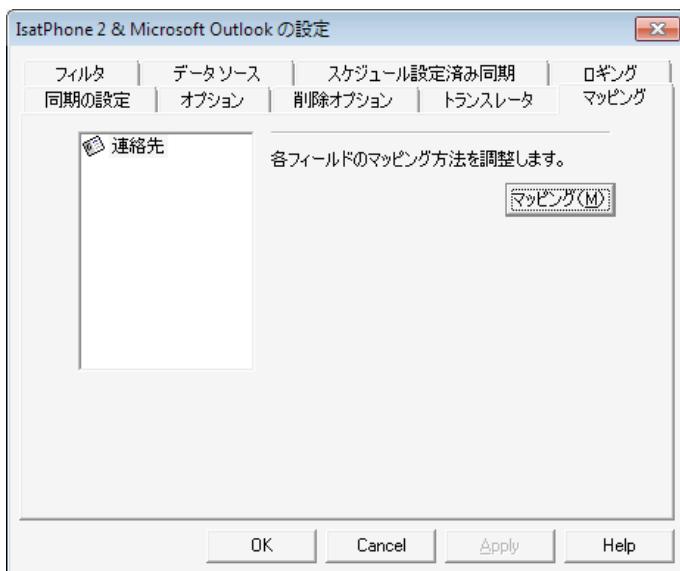 IsatPhone 2 & Microsoft Outlook の設定
フィルタ データソース スケジュール設定済み同期 ロギング
同期の設定 オプション 削除オプション トランスレータ マッピング
連絡先
各フィールドのマッピング方法を調整します。
マッピング(M)
OK Cancel Apply Help